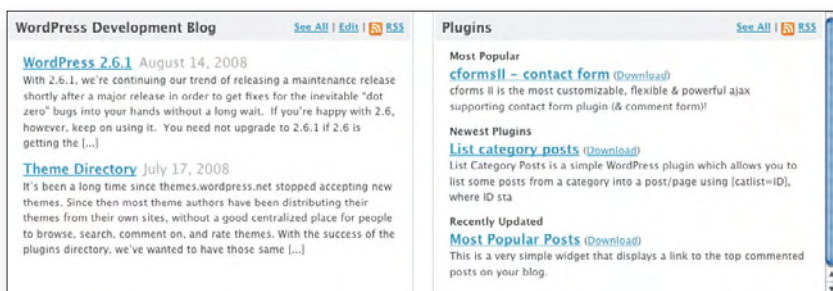 WordPress Development Blog
See All | Edit | RSS
WordPress 2.6.1 August 14, 2008
With 2.6.1, we're continuing our trend of releasing a maintenance release
shortly after a major release in order to get fixes for the inevitable "dot
zero" bugs into your hands without a long wait. If you're happy with 2.6,
however, keep on using it. You need not upgrade to 2.6.1 if 2.6 is
getting the [...]
Theme Directory July 17, 2008
It's been a long time since themes.wordpress.net stopped accepting new
themes. Since then most theme authors have been distributing their
themes from their own sites, without a good centralized place for people
to browse, search, comment on, and rate themes. With the success of the
plugins directory, we've wanted to have those same [...]
Plugins
See All | RSS
Most Popular
cformsII – contact form (Download)
cforms II is the most customizable, flexible & powerful ajax
supporting contact form plugin (& comment form)!
Newest Plugins
List category posts (Download)
List Category Posts is a simple WordPress plugin which allows you to
list some posts from a category into a post/page using [catlist=ID],
where ID sta
Recently Updated
Most Popular Posts (Download)
This is a very simple widget that displays a link to the top commented
posts on your blog.